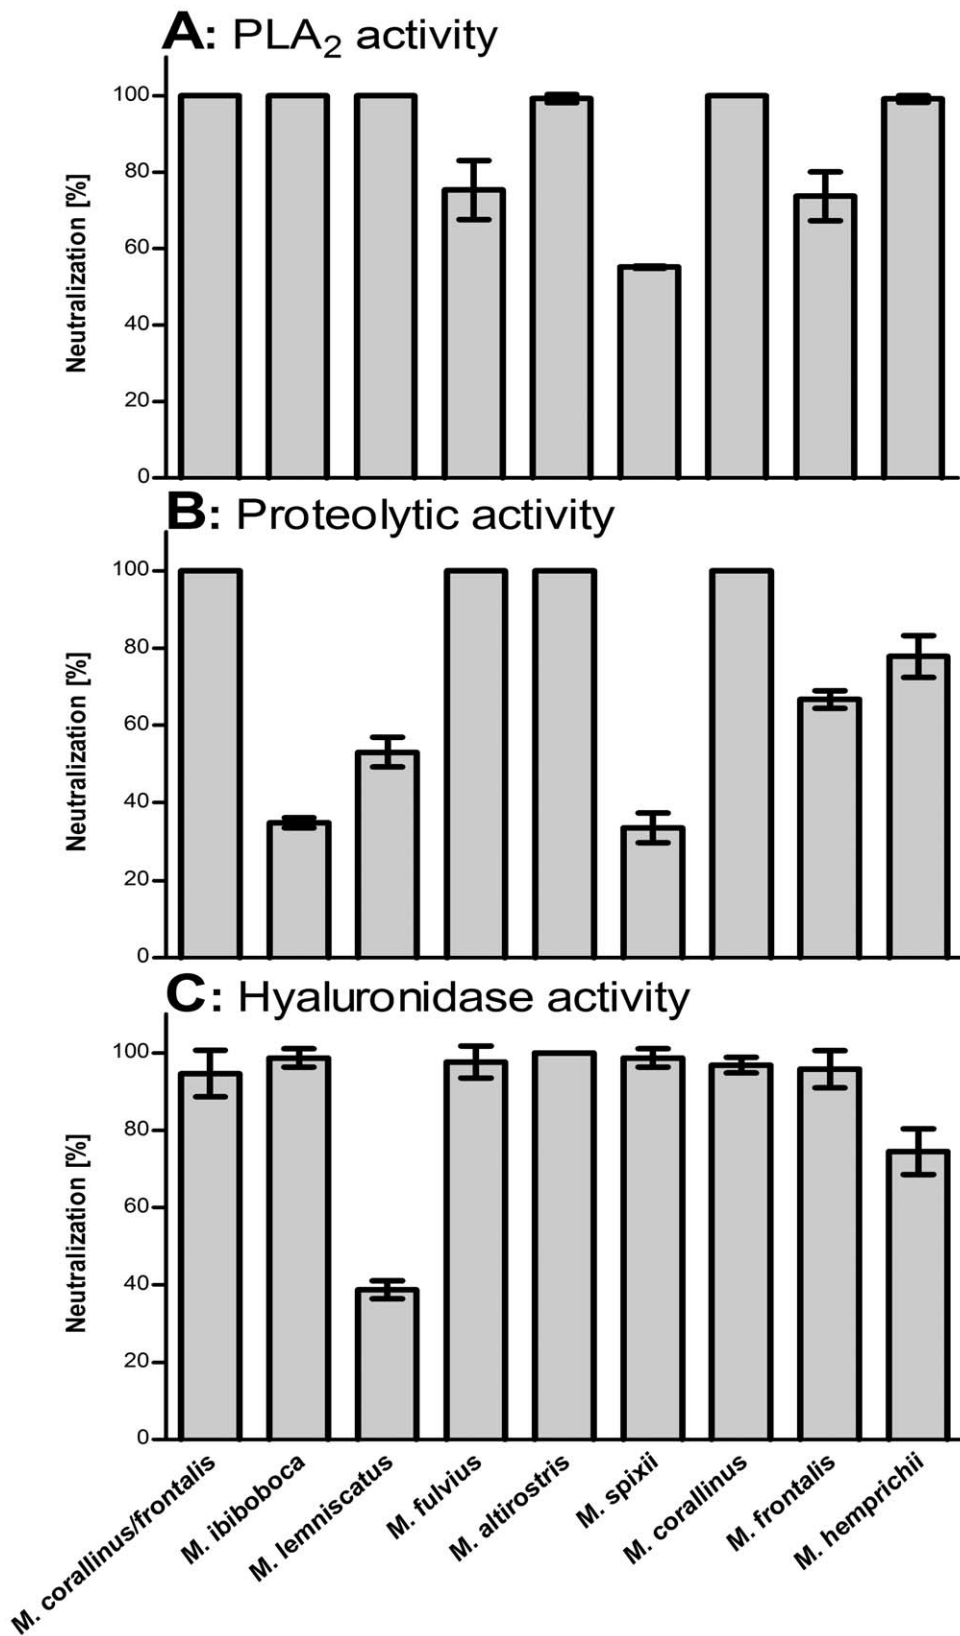 A: PLA₂ activity
Neutralization [%]
100
80
60
40
20
0
B: Proteolytic activity
Neutralization [%]
100
80
60
40
20
0
C: Hyaluronidase activity
Neutralization [%]
100
80
60
40
20
0
M. corallinus/frontalis
M. ibiboboca
M. lemniscatus
M. fulvius
M. altirostris
M. spixii
M. corallinus
M. frontalis
M. hemprichii